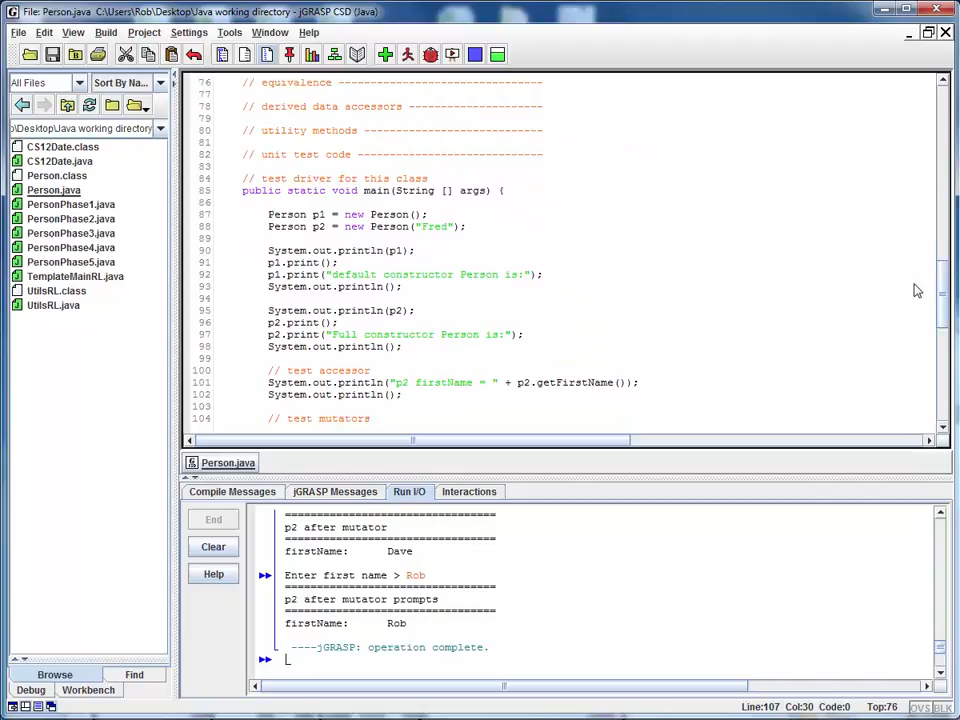 File: Person.java C:\Users\Rob\Desktop\Java working directory - jGRASP CSD (Java)
File Edit View Build Project Settings Tools Window Help
All Files Sort By Na...
b\Desktop\Java working directory
CS12Date.class
CS12Date.java
Person.class
Person.java
PersonPhase1.java
PersonPhase2.java
PersonPhase3.java
PersonPhase4.java
PersonPhase5.java
TemplateMainRL.java
UtilsRL.class
UtilsRL.java
Browse Find
Debug Workbench
76 // equivalence --------------------------------
77
78 // derived data accessors ---------------------
79
80 // utility methods ----------------------------
81
82 // unit test code -----------------------------
83
84 // test driver for this class
85 public static void main(String [] args) {
86
87 Person p1 = new Person();
88 Person p2 = new Person("Fred");
89
90 System.out.println(p1);
91 p1.print();
92 p1.print("default constructor Person is:");
93 System.out.println();
94
95 System.out.println(p2);
96 p2.print();
97 p2.print("Full constructor Person is:");
98 System.out.println();
99
100 // test accessor
101 System.out.println("p2 firstName = " + p2.getFirstName());
102 System.out.println();
103
104 // test mutators
Person.java
Compile Messages jGRASP Messages Run I/O Interactions
End
Clear
Help
=================================
p2 after mutator
=================================
firstName: Dave
Enter first name > Rob
=================================
p2 after mutator prompts
=================================
firstName: Rob
----jGRASP: operation complete.
Line:107 Col:30 Code:0 Top:76 OVS BLK